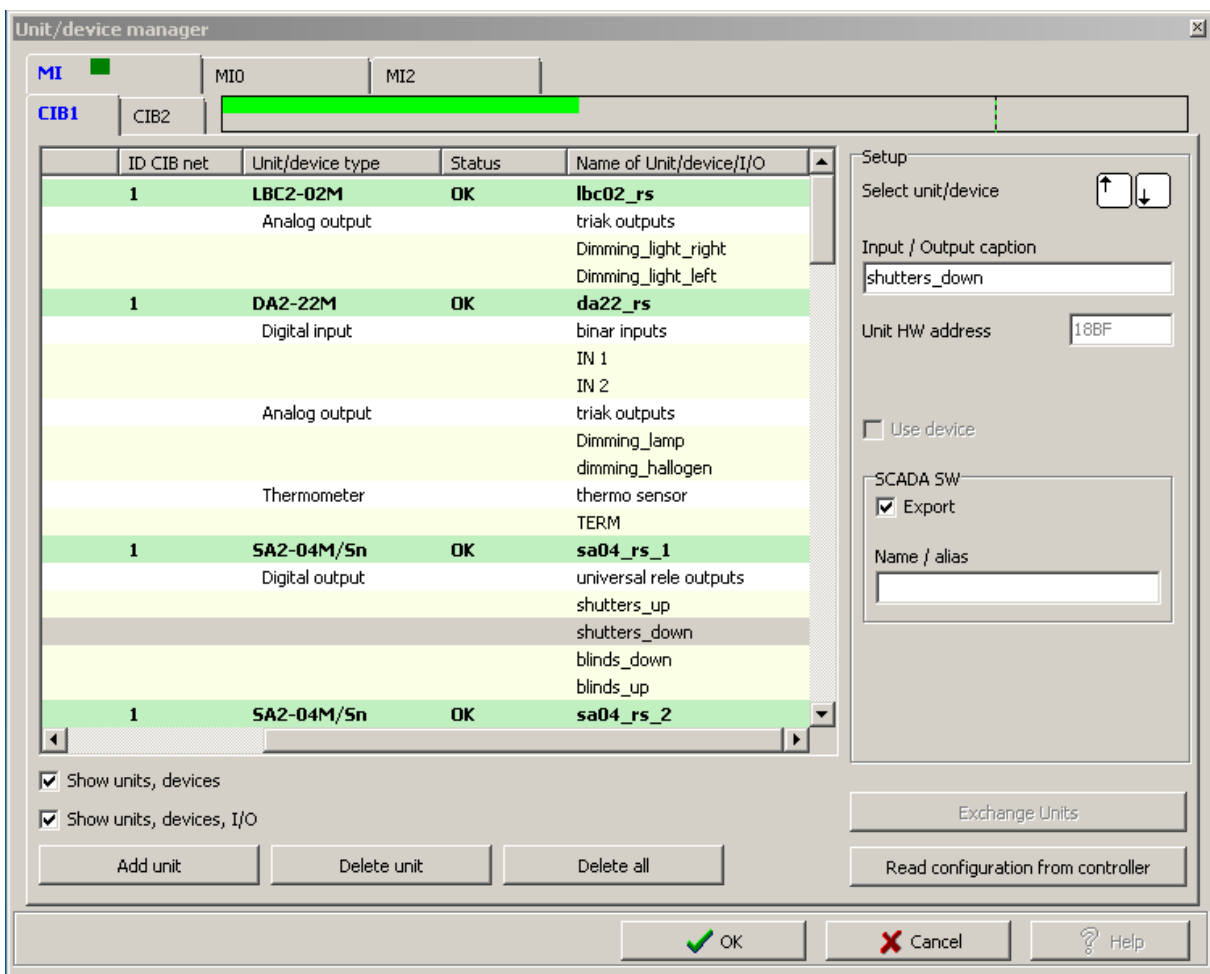 Unit/device manager
MI MI0 MI2
CIB1 CIB2
ID CIB net Unit/device type Status Name of Unit/device/I/O
1 LBC2-02M OK lbc02_rs
Analog output triak outputs
Dimming_light_right
Dimming_light_left
1 DA2-22M OK da22_rs
Digital input binar inputs
IN 1
IN 2
Analog output triak outputs
Dimming_lamp
dimming_hallogen
Thermometer thermo sensor
TERM
1 SA2-04M/Sn OK sa04_rs_1
Digital output universal rele outputs
shutters_up
shutters_down
blinds_down
blinds_up
1 SA2-04M/Sn OK sa04_rs_2
Show units, devices
Show units, devices, I/O
Add unit Delete unit Delete all
Setup
Select unit/device
Input / Output caption
shutters_down
Unit HW address 18BF
Use device
SCADA SW
Export
Name / alias
Exchange Units
Read configuration from controller
OK Cancel Help